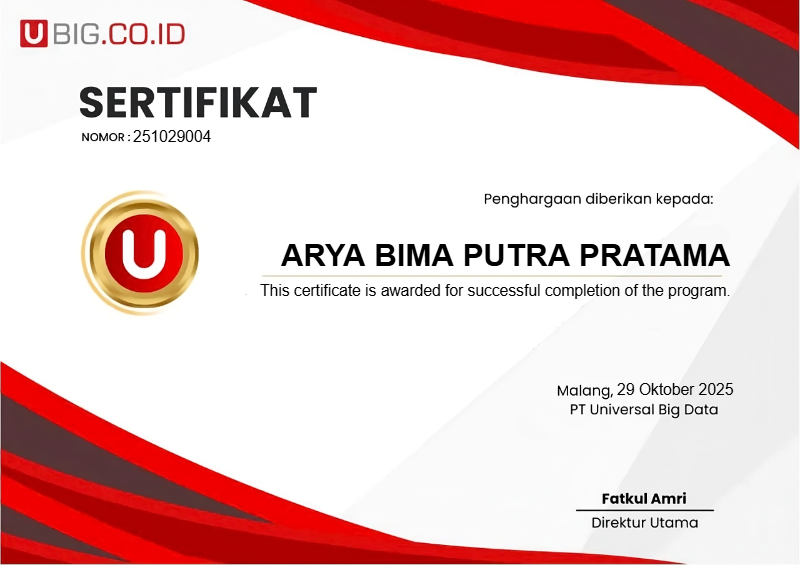 UBIG.CO.ID
SERTIFIKAT
NOMOR : 251029004
Penghargaan diberikan kepada:
U
ARYA BIMA PUTRA PRATAMA
This certificate is awarded for successful completion of the program.
Malang, 29 Oktober 2025
PT Universal Big Data
Fatkul Amri
Direktur Utama